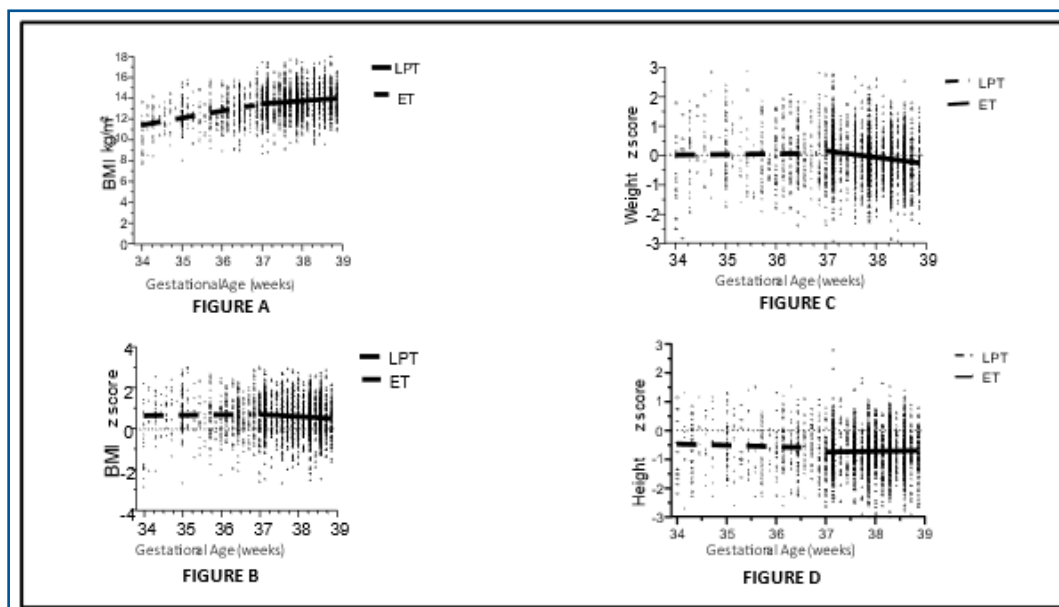 18
16
14
12
10
8
6
4
2
0
BMI kg/m²
34 35 36 37 38 39
GestationalAge (weeks)
FIGURE A
LPT
ET
3
2
1
0
-1
-2
-3
Weight z score
34 35 36 37 38 39
Gestational Age (weeks)
FIGURE C
LPT
ET
4
2
0
-2
-4
BMI z score
34 35 36 37 38 39
Gestational Age (weeks)
FIGURE B
LPT
ET
3
2
1
0
-1
-2
-3
Height z score
34 35 36 37 38 39
Gestational Age (weeks)
FIGURE D
LPT
ET